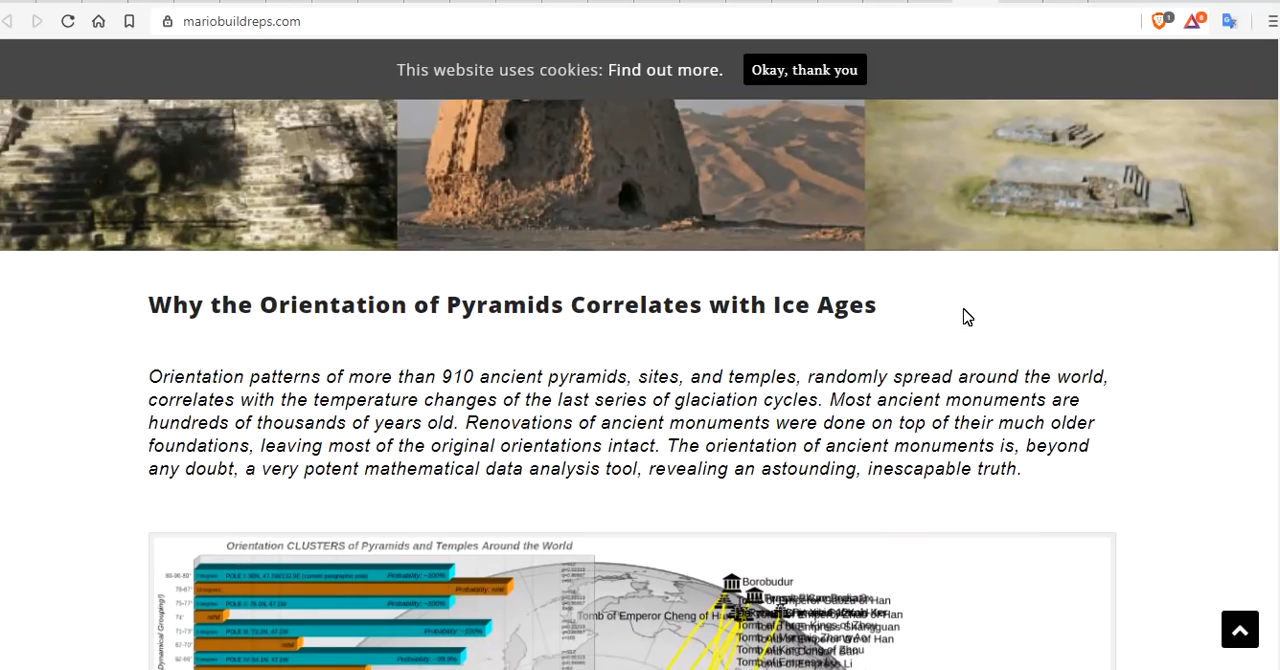 mariobuildreps.com
This website uses cookies: Find out more. Okay, thank you
Why the Orientation of Pyramids Correlates with Ice Ages
Orientation patterns of more than 910 ancient pyramids, sites, and temples, randomly spread around the world,
correlates with the temperature changes of the last series of glaciation cycles. Most ancient monuments are
hundreds of thousands of years old. Renovations of ancient monuments were done on top of their much older
foundations, leaving most of the original orientations intact. The orientation of ancient monuments is, beyond
any doubt, a very potent mathematical data analysis tool, revealing an astounding, inescapable truth.
Orientation CLUSTERS of Pyramids and Temples Around the World
Borobudur
Tomb of Emperor Cheng of